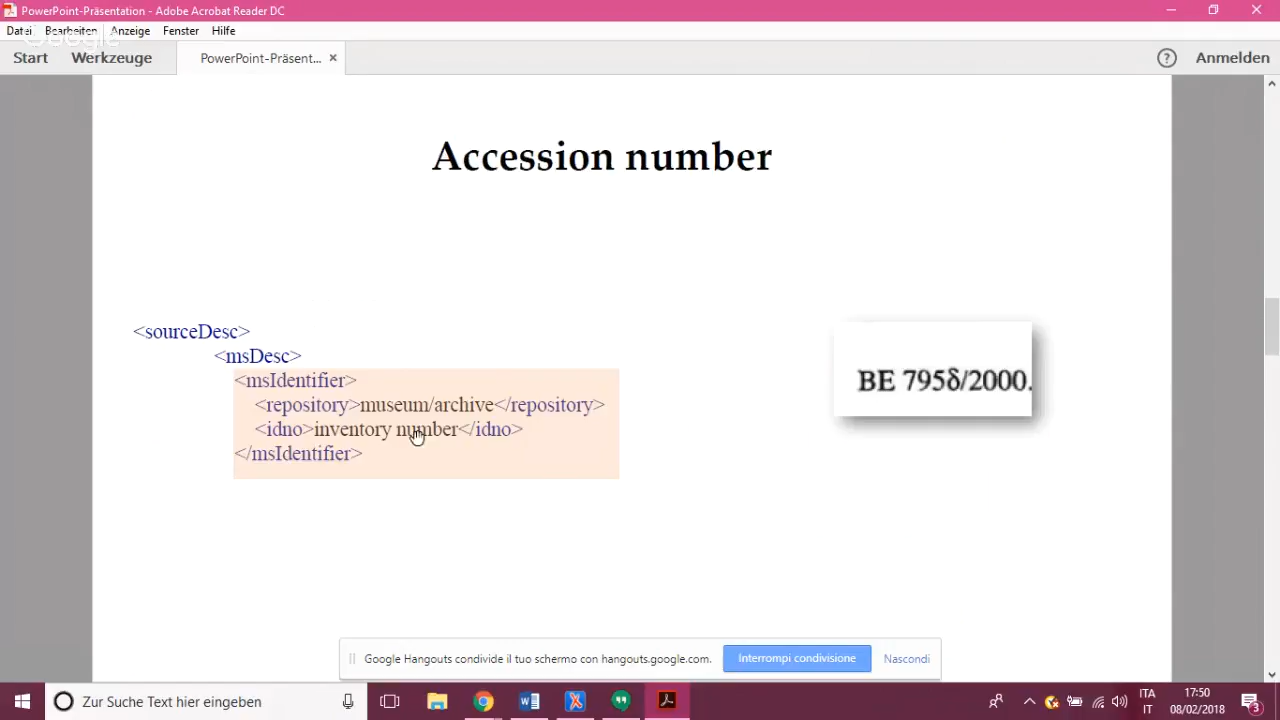 PowerPoint-Präsentation - Adobe Acrobat Reader DC
Datei Bearbeiten Anzeige Fenster Hilfe
Google
Start Werkzeuge PowerPoint-Präsent... × ? Anmelden
Accession number
<sourceDesc>
<msDesc>
<msIdentifier>
<repository>museum/archive</repository>
<idno>inventory number</idno>
</msIdentifier>
BE 795δ/2000.
Google Hangouts condivide il tuo schermo con hangouts.google.com. Interrompi condivisione Nascondi
Zur Suche Text hier eingeben
ITA 17:50
IT 08/02/2018 3